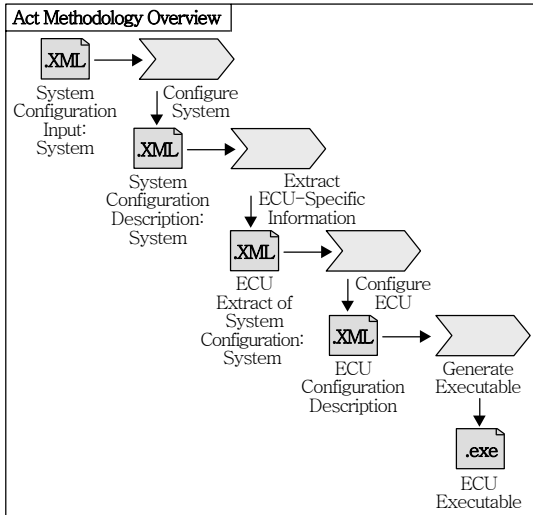 Act Methodology Overview
.XML
System
Configuration
Input:
System
Configure
System
.XML
System
Configuration
Description:
System
Extract
ECU-Specific
Information
.XML
ECU
Extract of
System
Configuration:
System
Configure
ECU
.XML
ECU
Configuration
Description
Generate
Executable
.exe
ECU
Executable